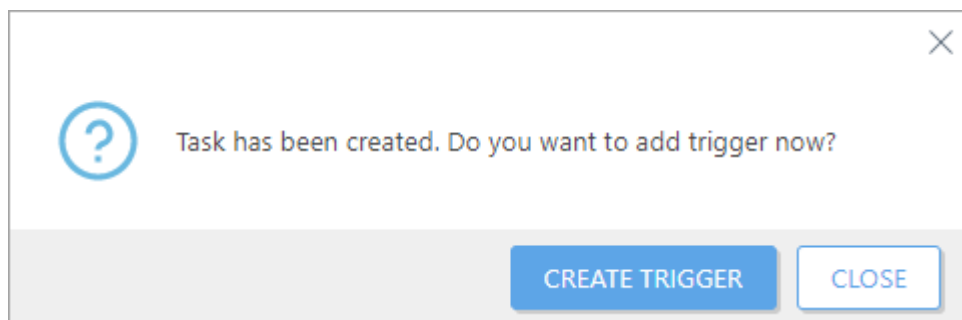 Task has been created. Do you want to add trigger now?
CREATE TRIGGER
CLOSE